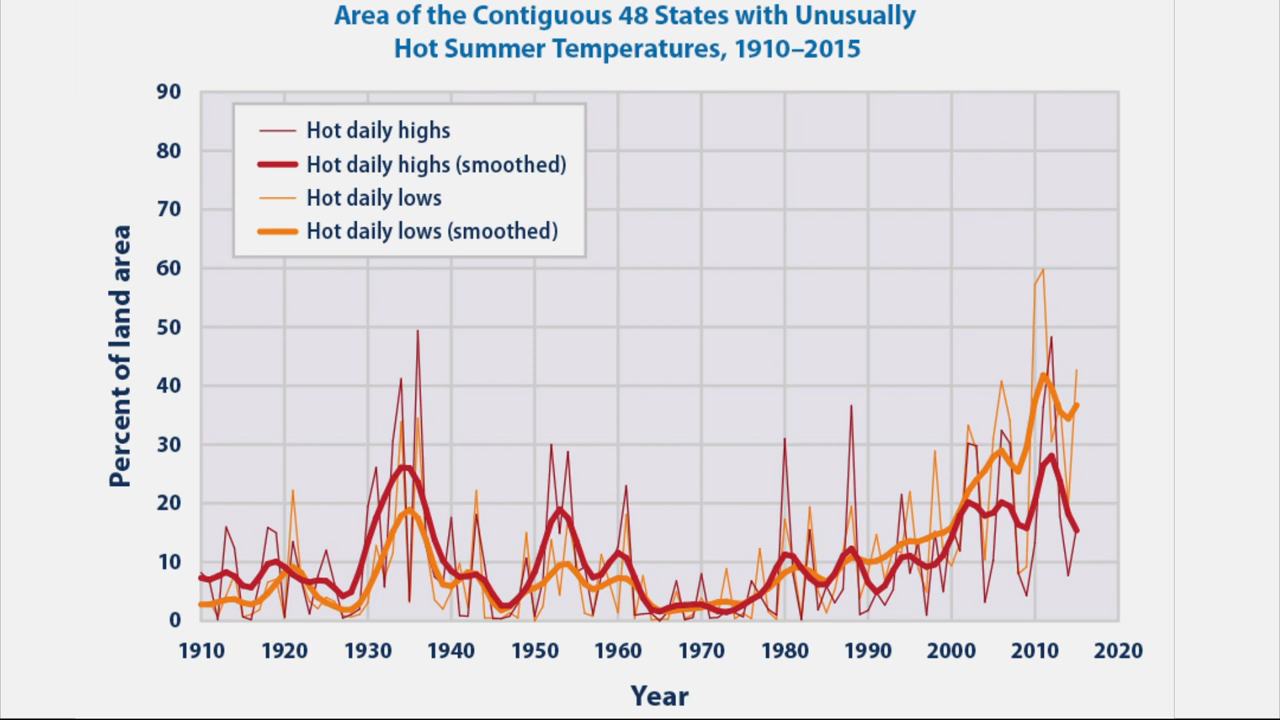 Area of the Contiguous 48 States with Unusually
Hot Summer Temperatures, 1910–2015
90
80
70
60
50
40
30
20
10
0
Percent of land area
Hot daily highs
Hot daily highs (smoothed)
Hot daily lows
Hot daily lows (smoothed)
1910 1920 1930 1940 1950 1960 1970 1980 1990 2000 2010 2020
Year